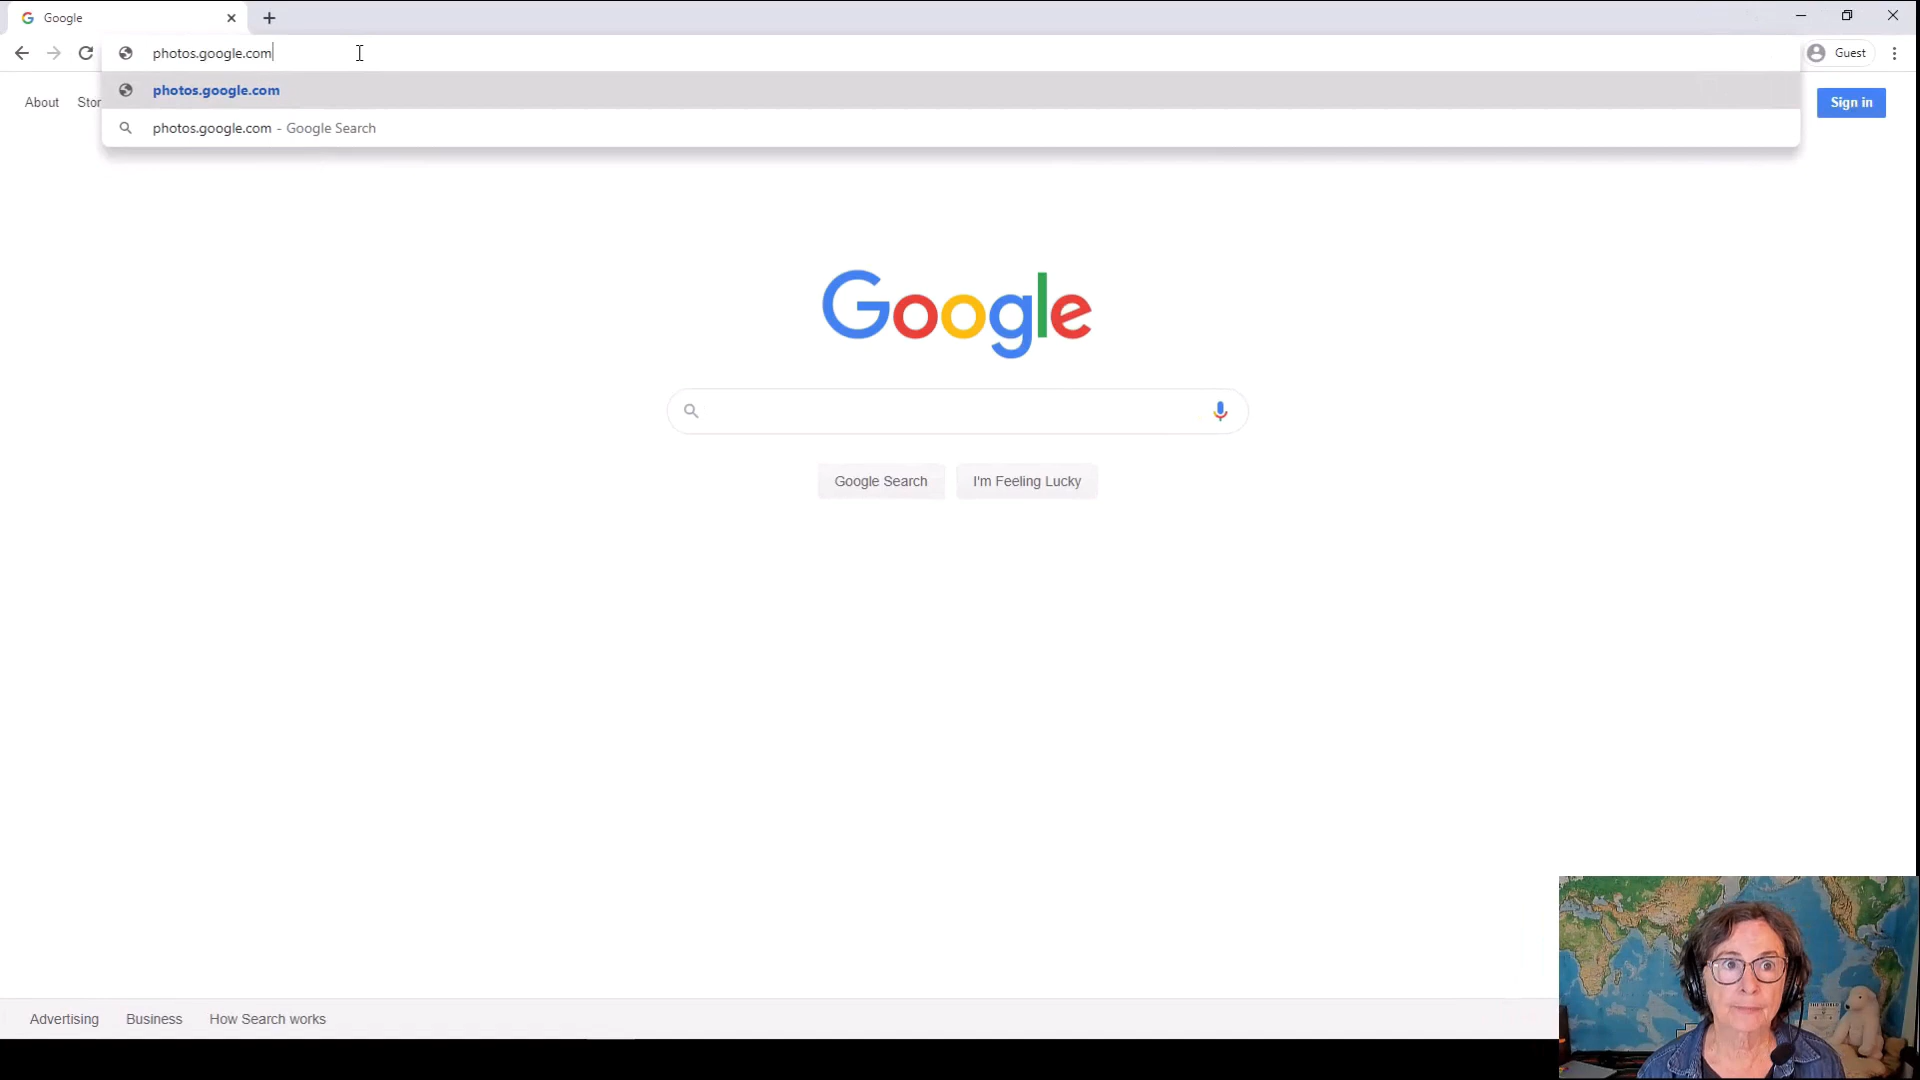 Google
photos.google.com
Guest
photos.google.com
photos.google.com - Google Search
About
Stor
Sign in
Google
Google Search
I'm Feeling Lucky
Advertising
Business
How Search works